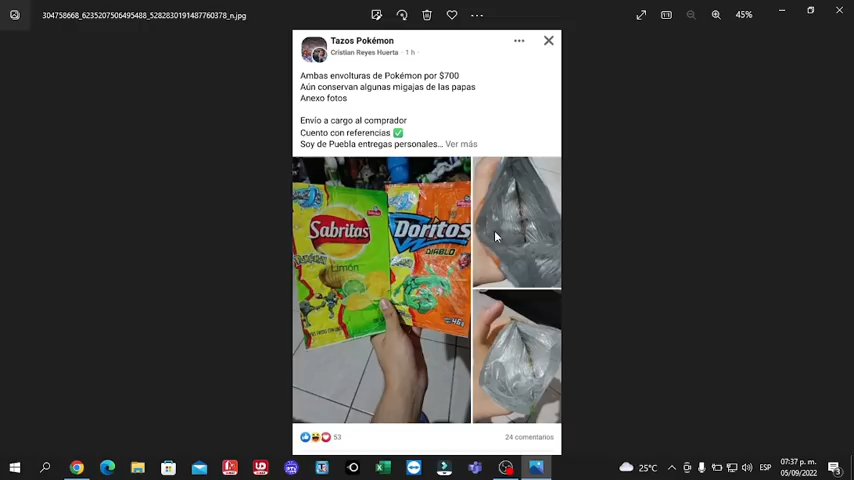 304758668_6235207506495488_5282830191487760378_n.jpg
45%
Tazos Pokémon
Cristian Reyes Huerta · 1 h ·
Ambas envolturas de Pokémon por $700
Aún conservan algunas migajas de las papas
Anexo fotos
Envío a cargo al comprador
Cuento con referencias ✅
Soy de Puebla entregas personales... Ver más
Sabritas
Limón
Doritos
DIABLO
46g
53
24 comentarios
25°C
ESP
07:37 p. m.
05/09/2022
3